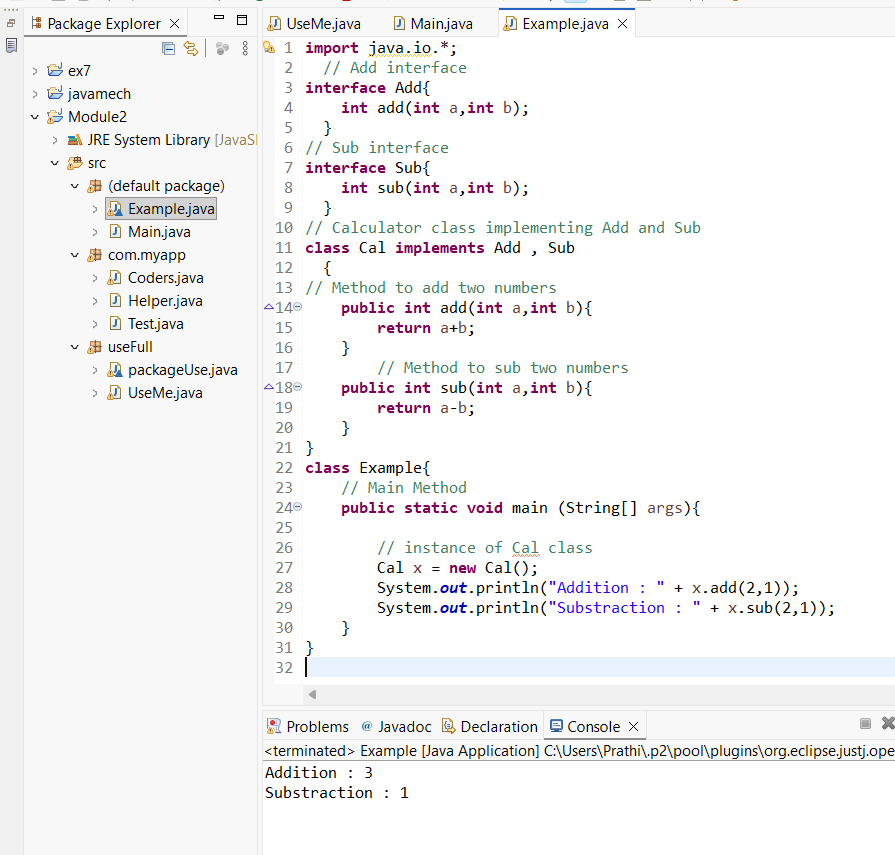 Package Explorer
ex7
javamech
Module2
JRE System Library [JavaSE
src
(default package)
Example.java
Main.java
com.myapp
Coders.java
Helper.java
Test.java
useFull
packageUse.java
UseMe.java
UseMe.java Main.java Example.java
1 import java.io.*;
2 // Add interface
3 interface Add{
4 int add(int a,int b);
5 }
6 // Sub interface
7 interface Sub{
8 int sub(int a,int b);
9 }
10 // Calculator class implementing Add and Sub
11 class Cal implements Add , Sub
12 {
13 // Method to add two numbers
14 public int add(int a,int b){
15 return a+b;
16 }
17 // Method to sub two numbers
18 public int sub(int a,int b){
19 return a-b;
20 }
21 }
22 class Example{
23 // Main Method
24 public static void main (String[] args){
25
26 // instance of Cal class
27 Cal x = new Cal();
28 System.out.println("Addition : " + x.add(2,1));
29 System.out.println("Substraction : " + x.sub(2,1));
30 }
31 }
32
Problems Javadoc Declaration Console
<terminated> Example [Java Application] C:\Users\Prathi\.p2\pool\plugins\org.eclipse.justj.ope
Addition : 3
Substraction : 1